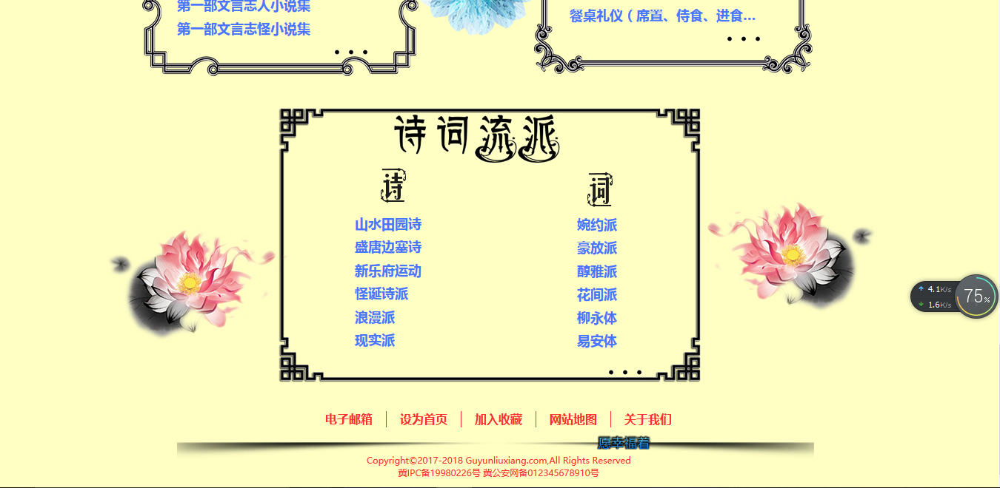 第一部文言志人小说集
第一部文言志怪小说集
• • •
餐桌礼仪（席置、侍食、进食...
• • •
诗词流派
诗
山水田园诗
盛唐边塞诗
新乐府运动
怪诞诗派
浪漫派
现实派
词
婉约派
豪放派
醇雅派
花间派
柳永体
易安体
• • •
4.1K/s
1.6K/s
75%
电子邮箱 设为首页 加入收藏 网站地图 关于我们
愿幸福着
Copyright©2017-2018 Guyunliuxiang.com,All Rights Reserved
冀IPC备19980226号 冀公安网备012345678910号